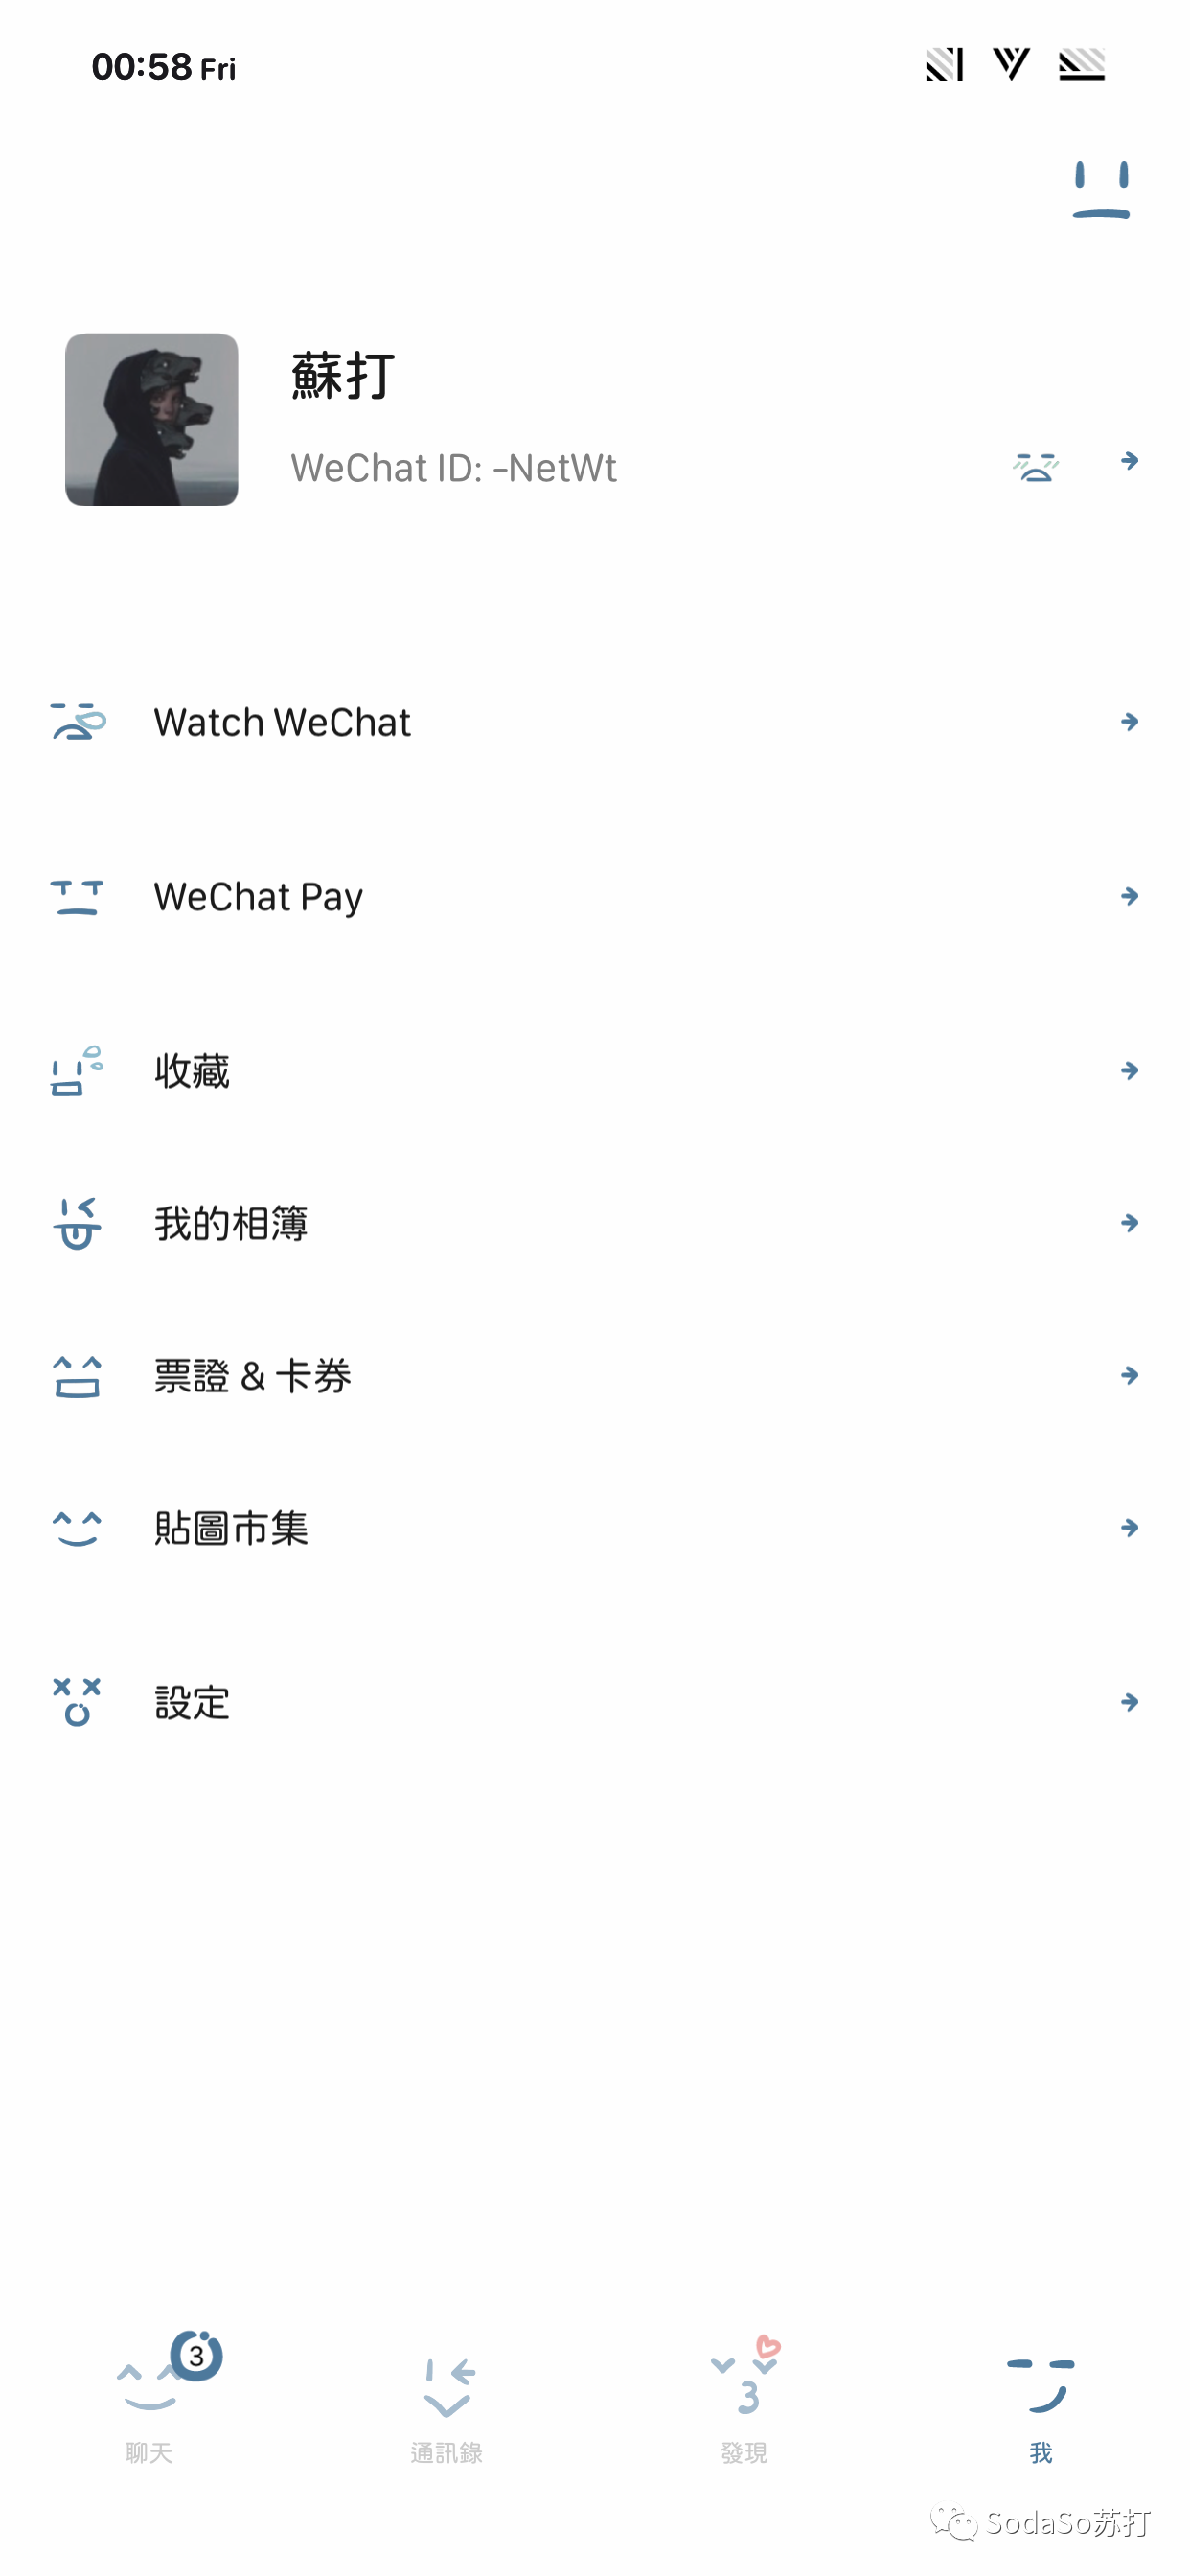 00:58 Fri
蘇打
WeChat ID: -NetWt
Watch WeChat
WeChat Pay
收藏
我的相簿
票證 & 卡券
貼圖市集
設定
3
聊天
通訊錄
發現
我
SodaSo苏打